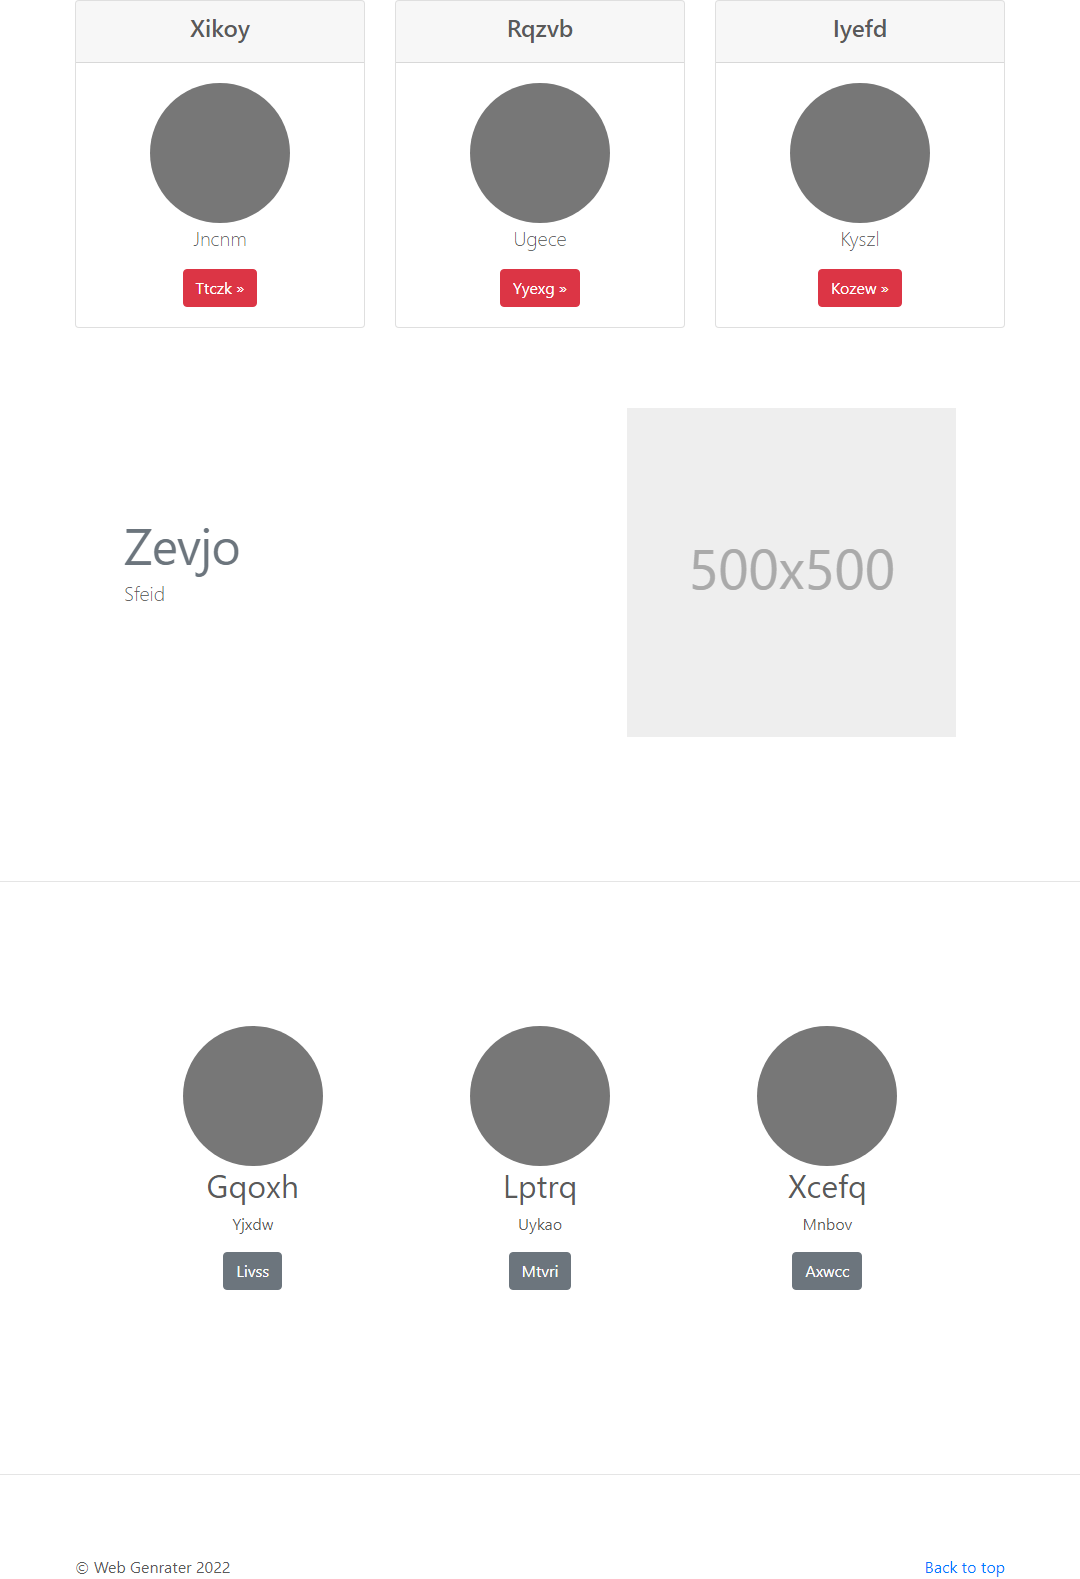 Xikoy
Rqzvb
Iyefd
Jncnm
Ugece
Kyszl
Ttczk »
Yyexg »
Kozew »
Zevjo
Sfeid
500x500
Gqoxh
Lptrq
Xcefq
Yjxdw
Uykao
Mnbov
Livss
Mtvri
Axwcc
© Web Genrater 2022
Back to top